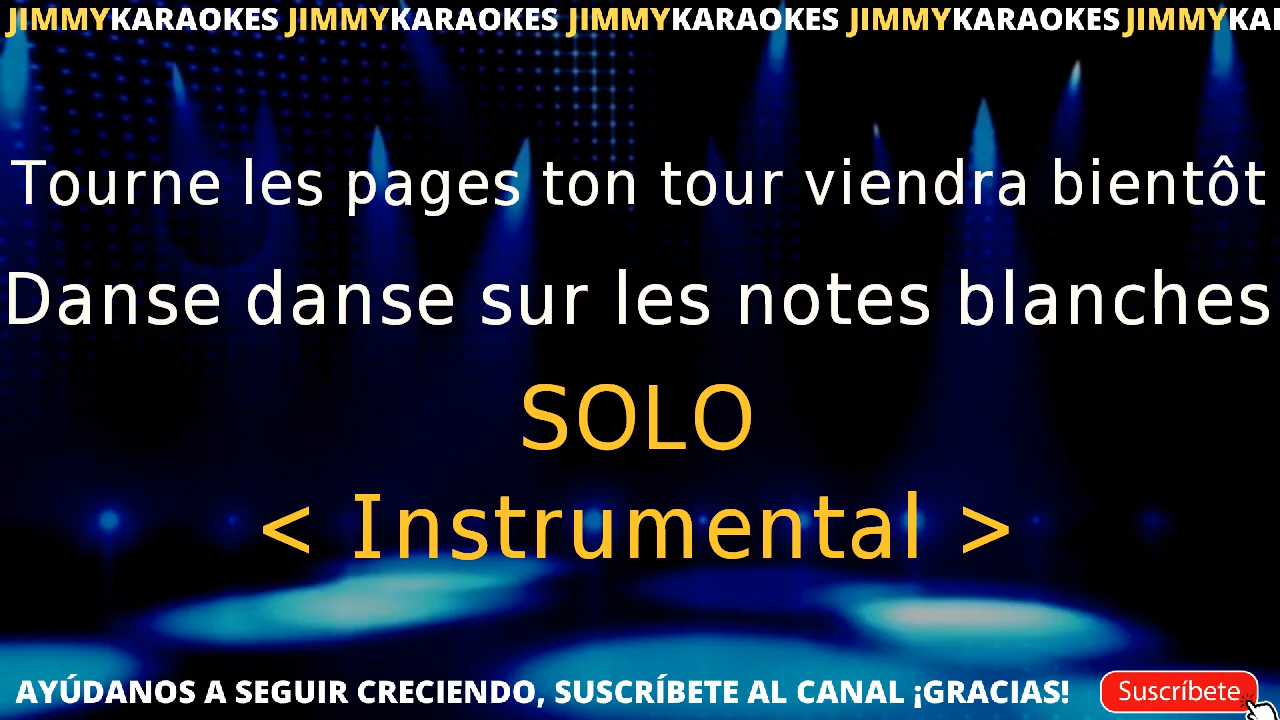 JIMMYKARAOKES JIMMYKARAOKES JIMMYKARAOKES JIMMYKARAOKES JIMMYKA
Tourne les pages ton tour viendra bientôt
Danse danse sur les notes blanches
SOLO
< Instrumental >
AYÚDANOS A SEGUIR CRECIENDO, SUSCRÍBETE AL CANAL ¡GRACIAS!
Suscríbete